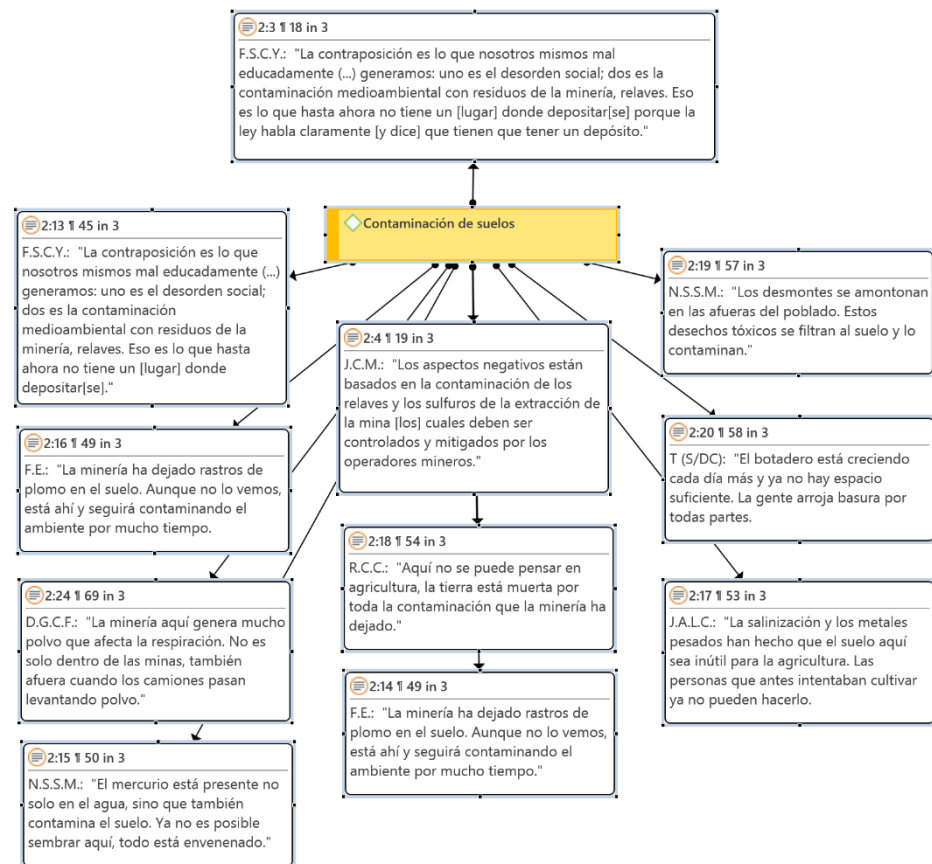 2:3 ¶ 18 in 3
F.S.C.Y.: "La contraposición es lo que nosotros mismos mal
educadamente (...) generamos: uno es el desorden social; dos es la
contaminación medioambiental con residuos de la minería, relaves. Eso
es lo que hasta ahora no tiene un [lugar] donde depositar[se] porque la
ley habla claramente [y dice] que tienen que tener un depósito."
Contaminación de suelos
2:13 ¶ 45 in 3
F.S.C.Y.: "La contraposición es lo que
nosotros mismos mal educadamente (...)
generamos: uno es el desorden social;
dos es la contaminación
medioambiental con residuos de la
minería, relaves. Eso es lo que hasta
ahora no tiene un [lugar] donde
depositar[se]."
2:19 ¶ 57 in 3
N.S.S.M.: "Los desmontes se amontonan
en las afueras del poblado. Estos
desechos tóxicos se filtran al suelo y lo
contaminan."
2:4 ¶ 19 in 3
J.C.M.: "Los aspectos negativos están
basados en la contaminación de los
relaves y los sulfuros de la extracción de
la mina [los] cuales deben ser
controlados y mitigados por los
operadores mineros."
2:16 ¶ 49 in 3
F.E.: "La minería ha dejado rastros de
plomo en el suelo. Aunque no lo vemos,
está ahí y seguirá contaminando el
ambiente por mucho tiempo.
2:20 ¶ 58 in 3
T (S/DC): "El botadero está creciendo
cada día más y ya no hay espacio
suficiente. La gente arroja basura por
todas partes.
2:18 ¶ 54 in 3
R.C.C.: "Aquí no se puede pensar en
agricultura, la tierra está muerta por
toda la contaminación que la minería ha
dejado."
2:24 ¶ 69 in 3
D.G.C.F.: "La minería aquí genera mucho
polvo que afecta la respiración. No es
solo dentro de las minas, también
afuera cuando los camiones pasan
levantando polvo."
2:17 ¶ 53 in 3
J.A.L.C.: "La salinización y los metales
pesados han hecho que el suelo aquí
sea inútil para la agricultura. Las
personas que antes intentaban cultivar
ya no pueden hacerlo.
2:14 ¶ 49 in 3
F.E.: "La minería ha dejado rastros de
plomo en el suelo. Aunque no lo vemos,
está ahí y seguirá contaminando el
ambiente por mucho tiempo."
2:15 ¶ 50 in 3
N.S.S.M.: "El mercurio está presente no
solo en el agua, sino que también
contamina el suelo. Ya no es posible
sembrar aquí, todo está envenenado."